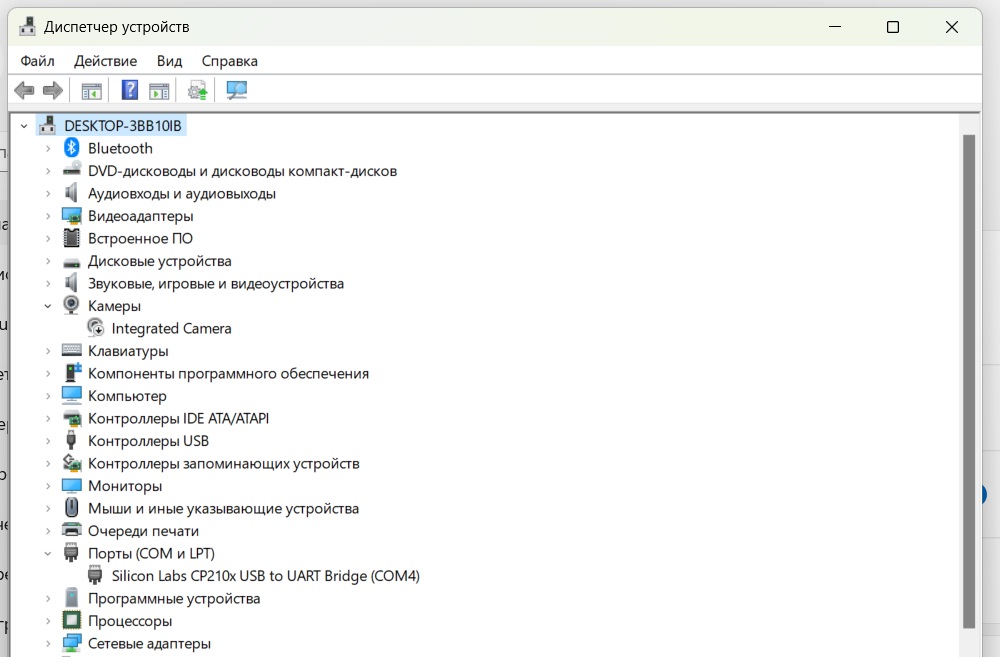 Диспетчер устройств
Файл Действие Вид Справка
DESKTOP-3BB10IB
Bluetooth
DVD-дисководы и дисководы компакт-дисков
Аудиовходы и аудиовыходы
Видеоадаптеры
Встроенное ПО
Дисковые устройства
Звуковые, игровые и видеоустройства
Камеры
Integrated Camera
Клавиатуры
Компоненты программного обеспечения
Компьютер
Контроллеры IDE ATA/ATAPI
Контроллеры USB
Контроллеры запоминающих устройств
Мониторы
Мыши и иные указывающие устройства
Очереди печати
Порты (COM и LPT)
Silicon Labs CP210x USB to UART Bridge (COM4)
Программные устройства
Процессоры
Сетевые адаптеры